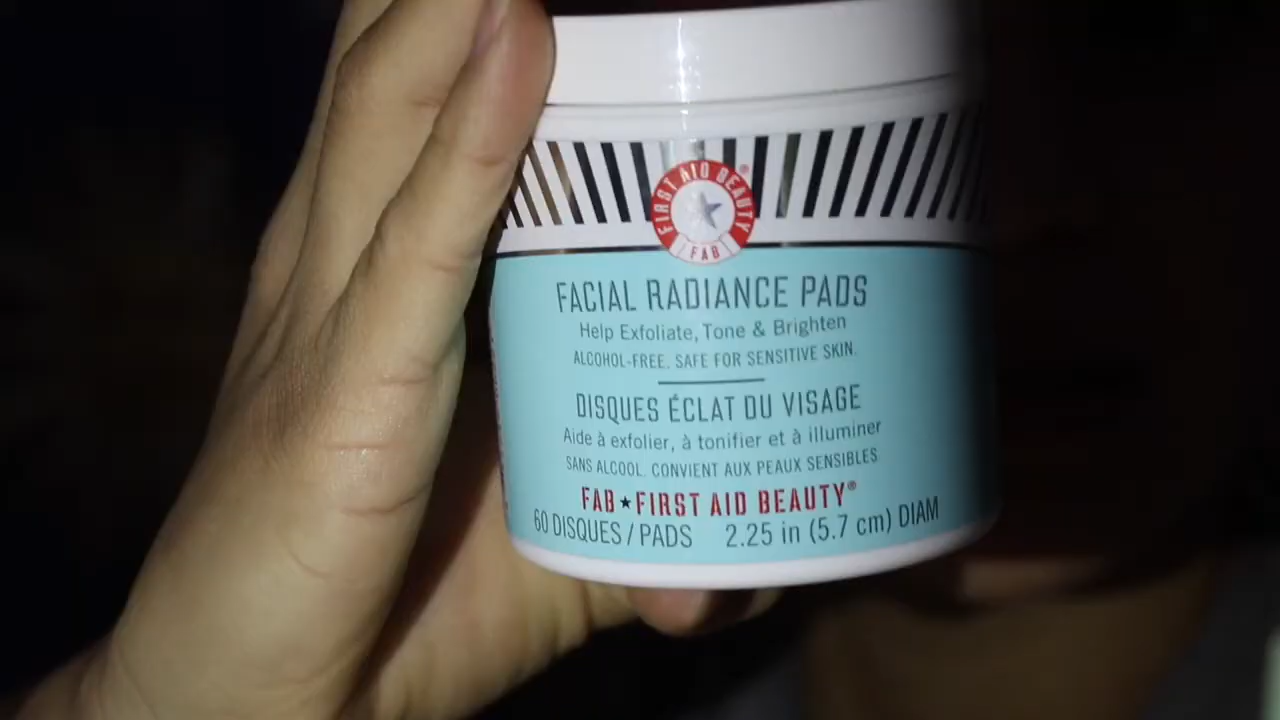 FIRST AID BEAUTY®
FAB
FACIAL RADIANCE PADS
Help Exfoliate, Tone & Brighten
ALCOHOL-FREE. SAFE FOR SENSITIVE SKIN.
DISQUES ÉCLAT DU VISAGE
Aide à exfolier, à tonifier et à illuminer
SANS ALCOOL. CONVIENT AUX PEAUX SENSIBLES
FAB★FIRST AID BEAUTY®
60 DISQUES / PADS 2.25 in (5.7 cm) DIAM